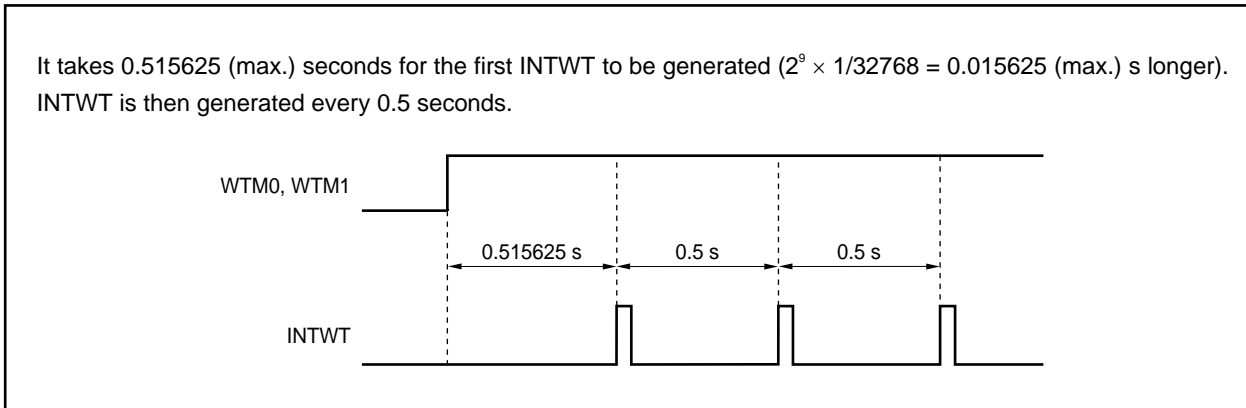 It takes 0.515625 (max.) seconds for the first INTWT to be generated (2⁹ × 1/32768 = 0.015625 (max.) s longer).
INTWT is then generated every 0.5 seconds.
WTM0, WTM1
0.515625 s
0.5 s
0.5 s
INTWT